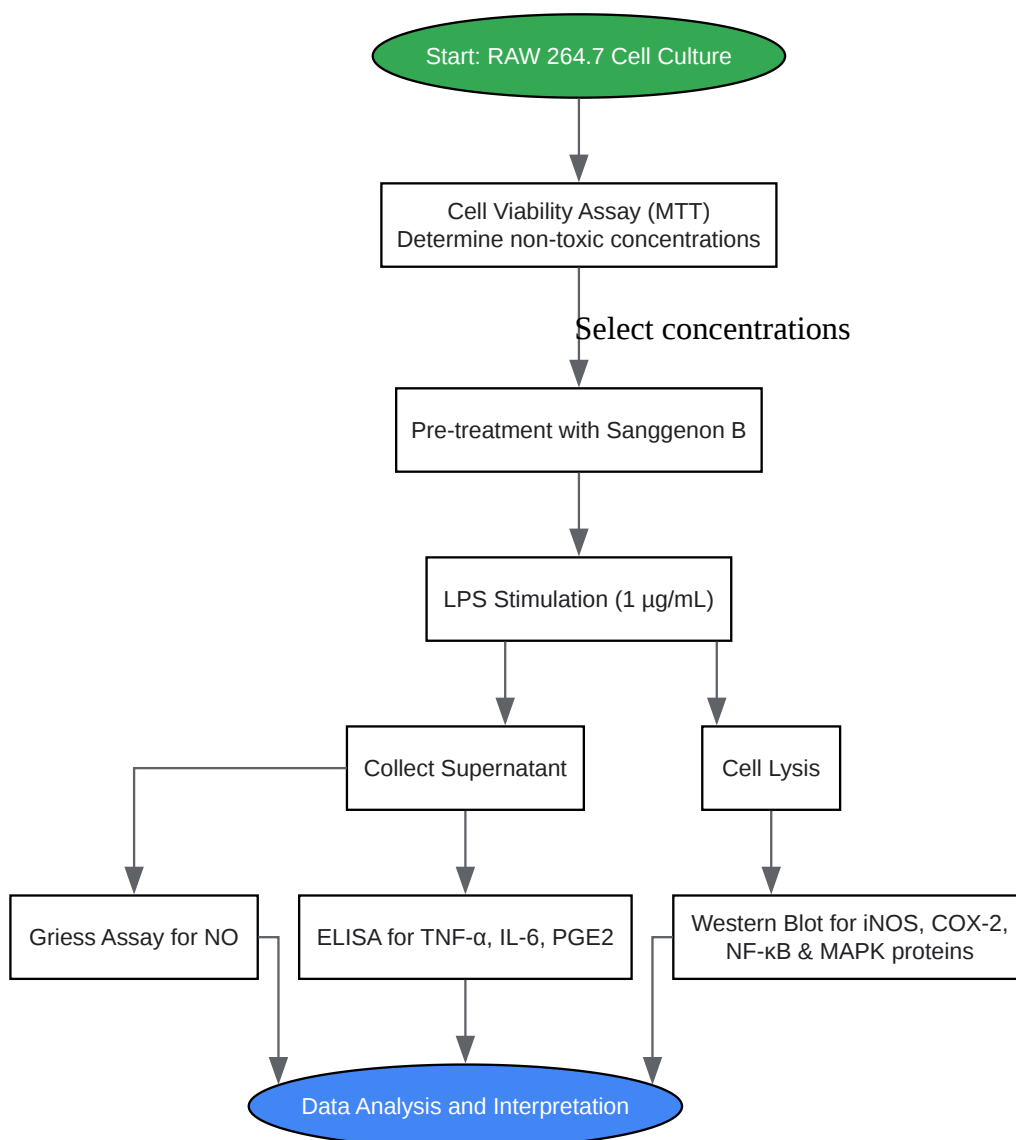 Start: RAW 264.7 Cell Culture
Cell Viability Assay (MTT)
Determine non-toxic concentrations
Select concentrations
Pre-treatment with Sanggenon B
LPS Stimulation (1 µg/mL)
Collect Supernatant
Cell Lysis
Griess Assay for NO
ELISA for TNF-α, IL-6, PGE2
Western Blot for iNOS, COX-2,
NF-κB & MAPK proteins
Data Analysis and Interpretation